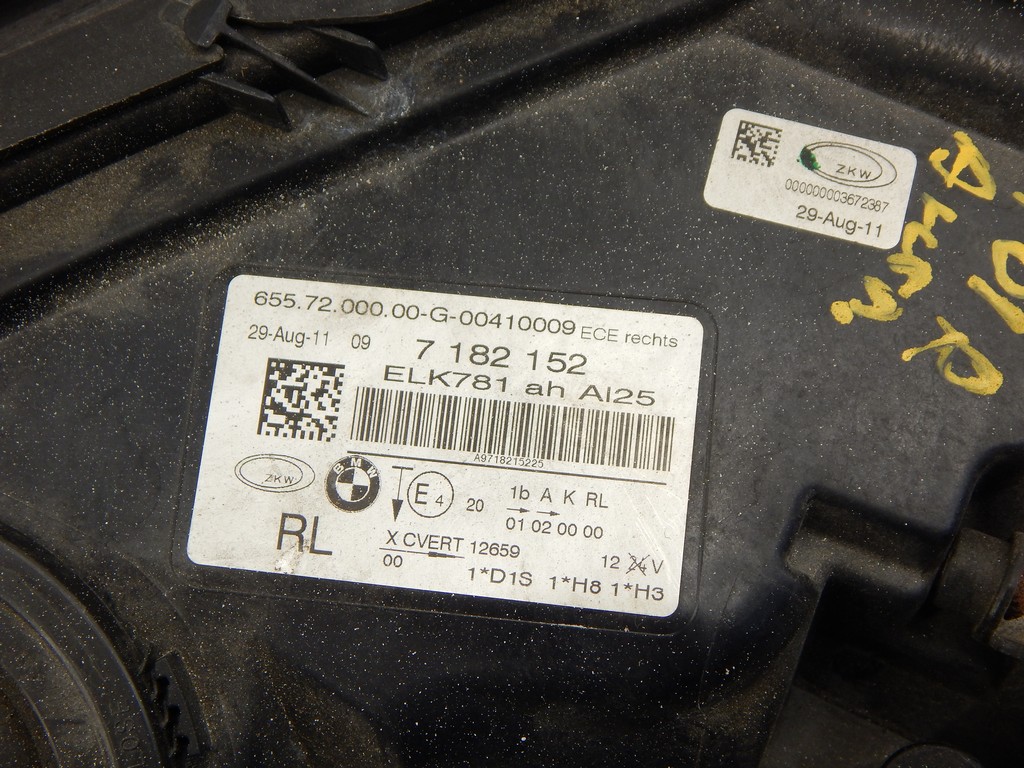 ZKW
000000003672387
29-Aug-11
655.72.000.00-G-00410009 ECE rechts
29-Aug-11 09 7 182 152
ELK781 ah AI25
A9718215225
ZKW
BMW
E4 20
1b A K RL
01 02 00 00
RL
X CVERT 12659
00
12 24 V
1*D1S 1*H8 1*H3